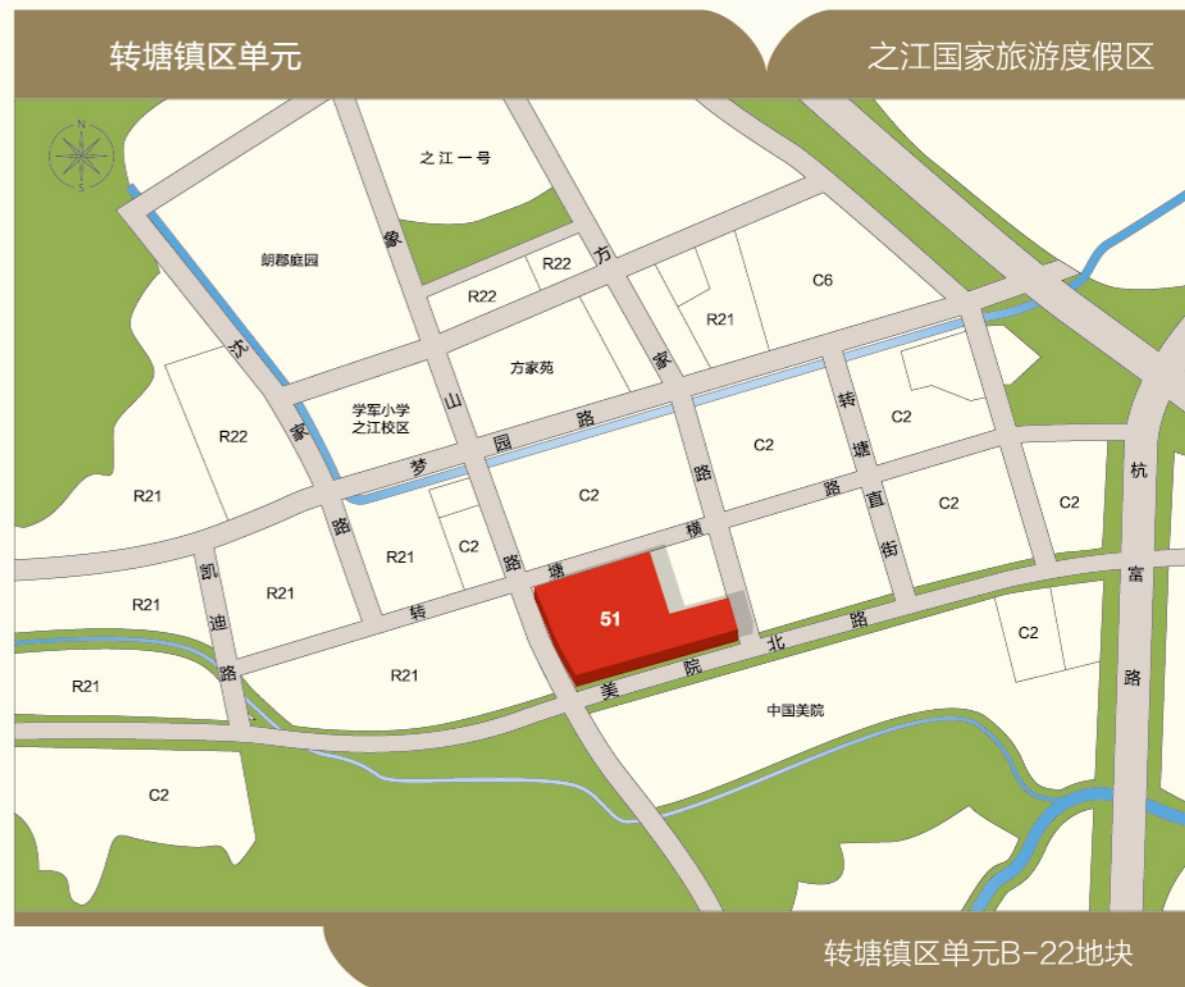 转塘镇区单元
之江国家旅游度假区
N
S
之江一号
朗郡庭园
R22
R22
C6
R21
方家苑
学军小学
之江校区
R22
R21
C2
C2
C2
C2
C2
R21
C2
R21
R21
51
C2
R21
R21
中国美院
C2
象山路
方家路
沈家路
梦园路
转塘直街
转塘横路
凯迪路
美院北路
杭富路
转塘镇区单元B-22地块